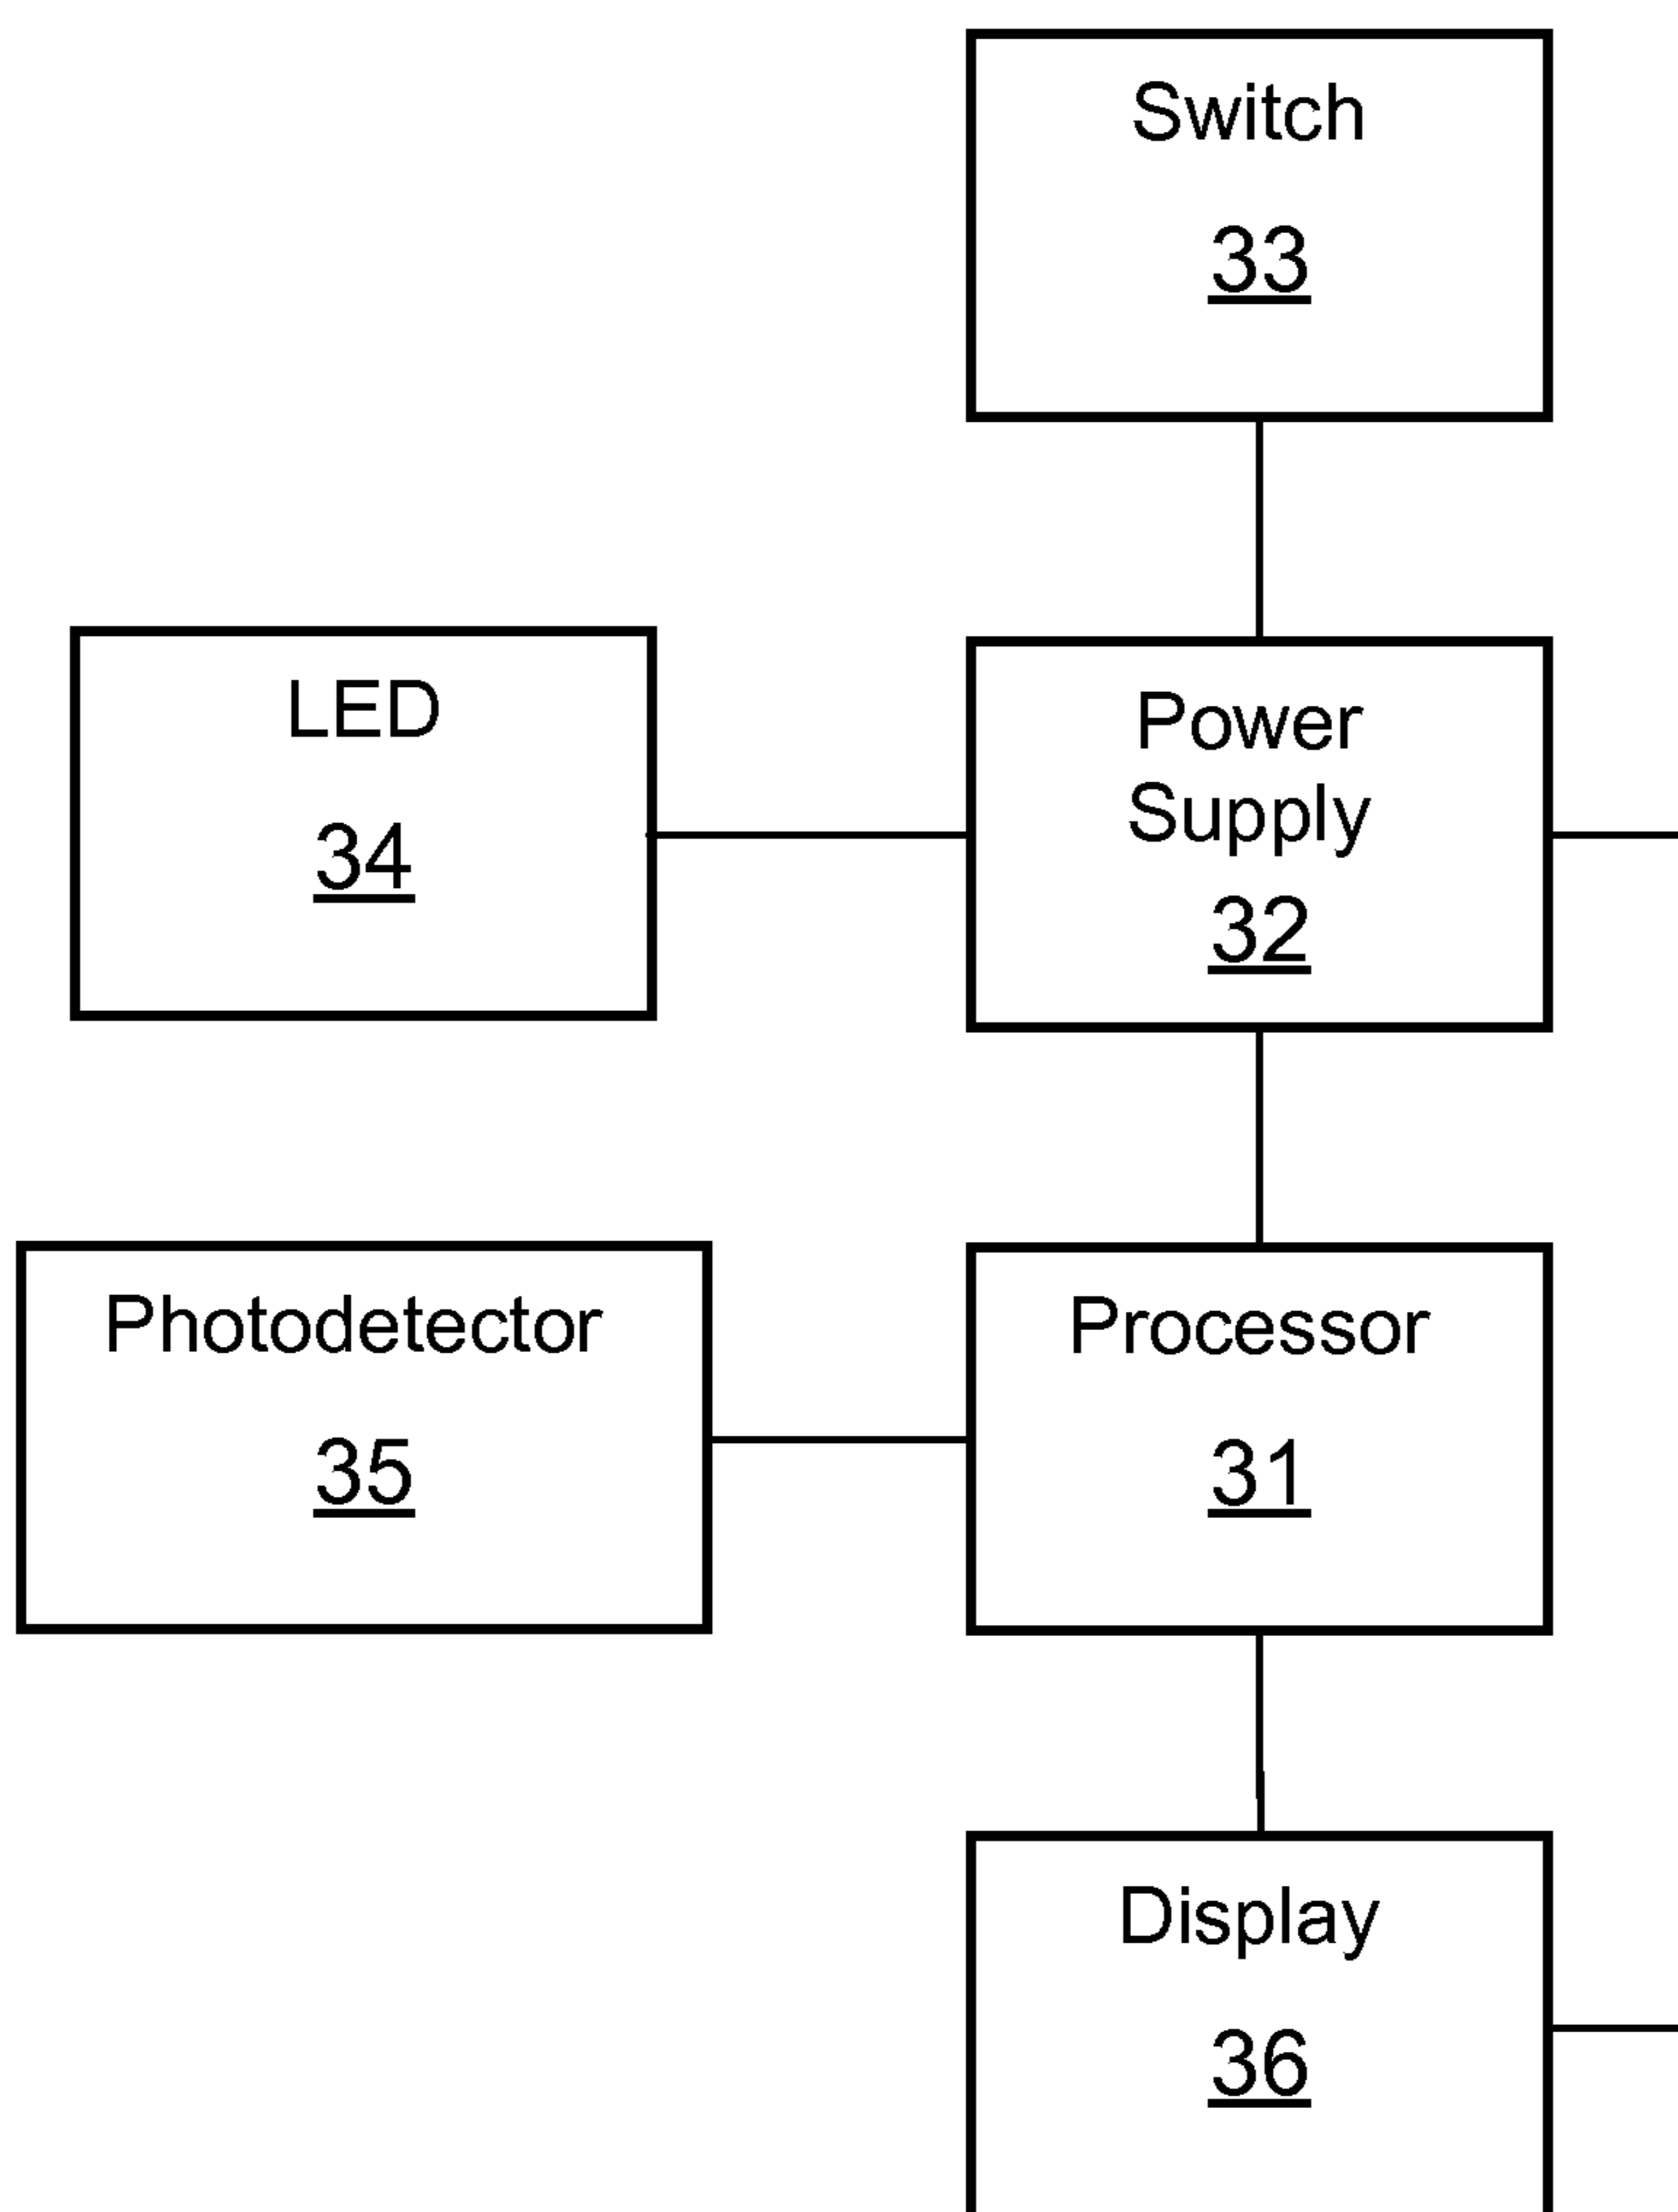 Switch
33
LED
34
Power
Supply
32
Photodetector
35
Processor
31
Display
36